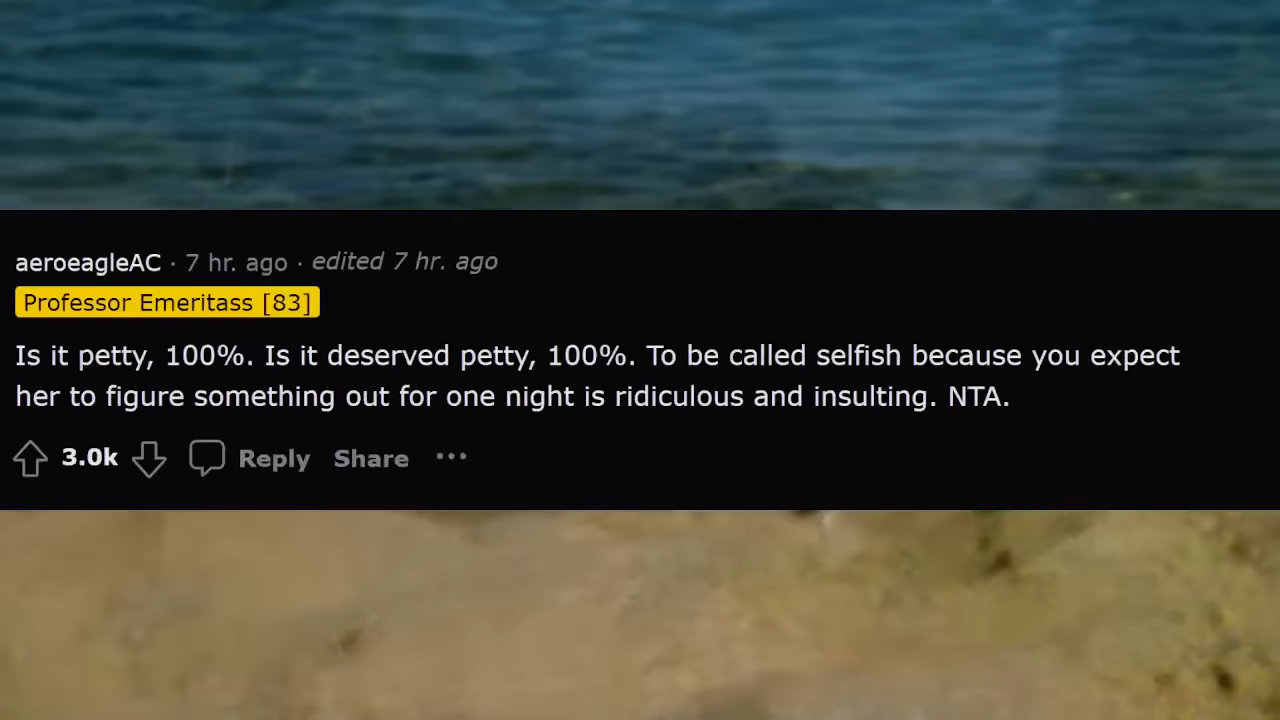 aeroeagleAC · 7 hr. ago · edited 7 hr. ago
Professor Emeritass [83]
Is it petty, 100%. Is it deserved petty, 100%. To be called selfish because you expect
her to figure something out for one night is ridiculous and insulting. NTA.
3.0k Reply Share ···